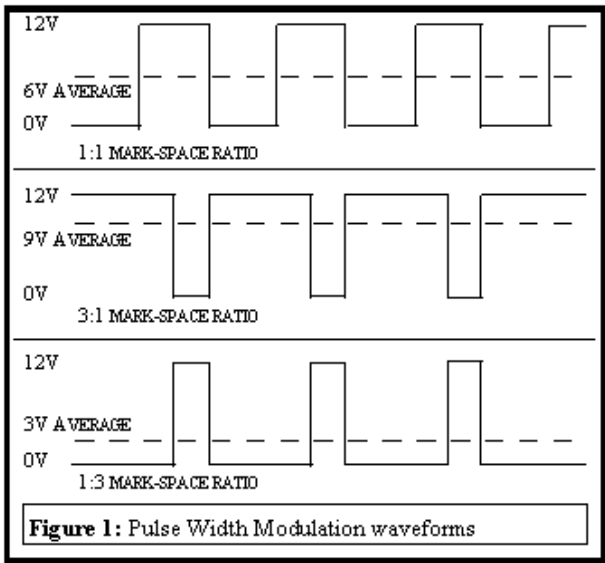 12V
6V AVERAGE
0V
1:1 MARK-SPACE RATIO
12V
9V AVERAGE
0V
3:1 MARK-SPACE RATIO
12V
3V AVERAGE
0V
1:3 MARK-SPACE RATIO
Figure 1: Pulse Width Modulation waveforms